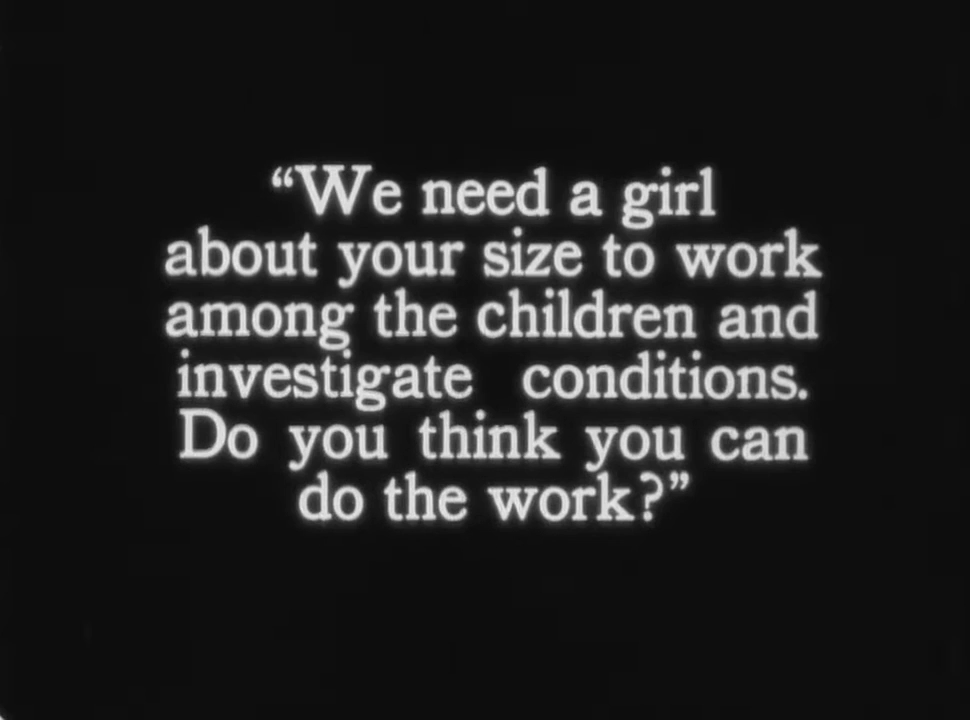 “We need a girl
about your size to work
among the children and
investigate conditions.
Do you think you can
do the work?”